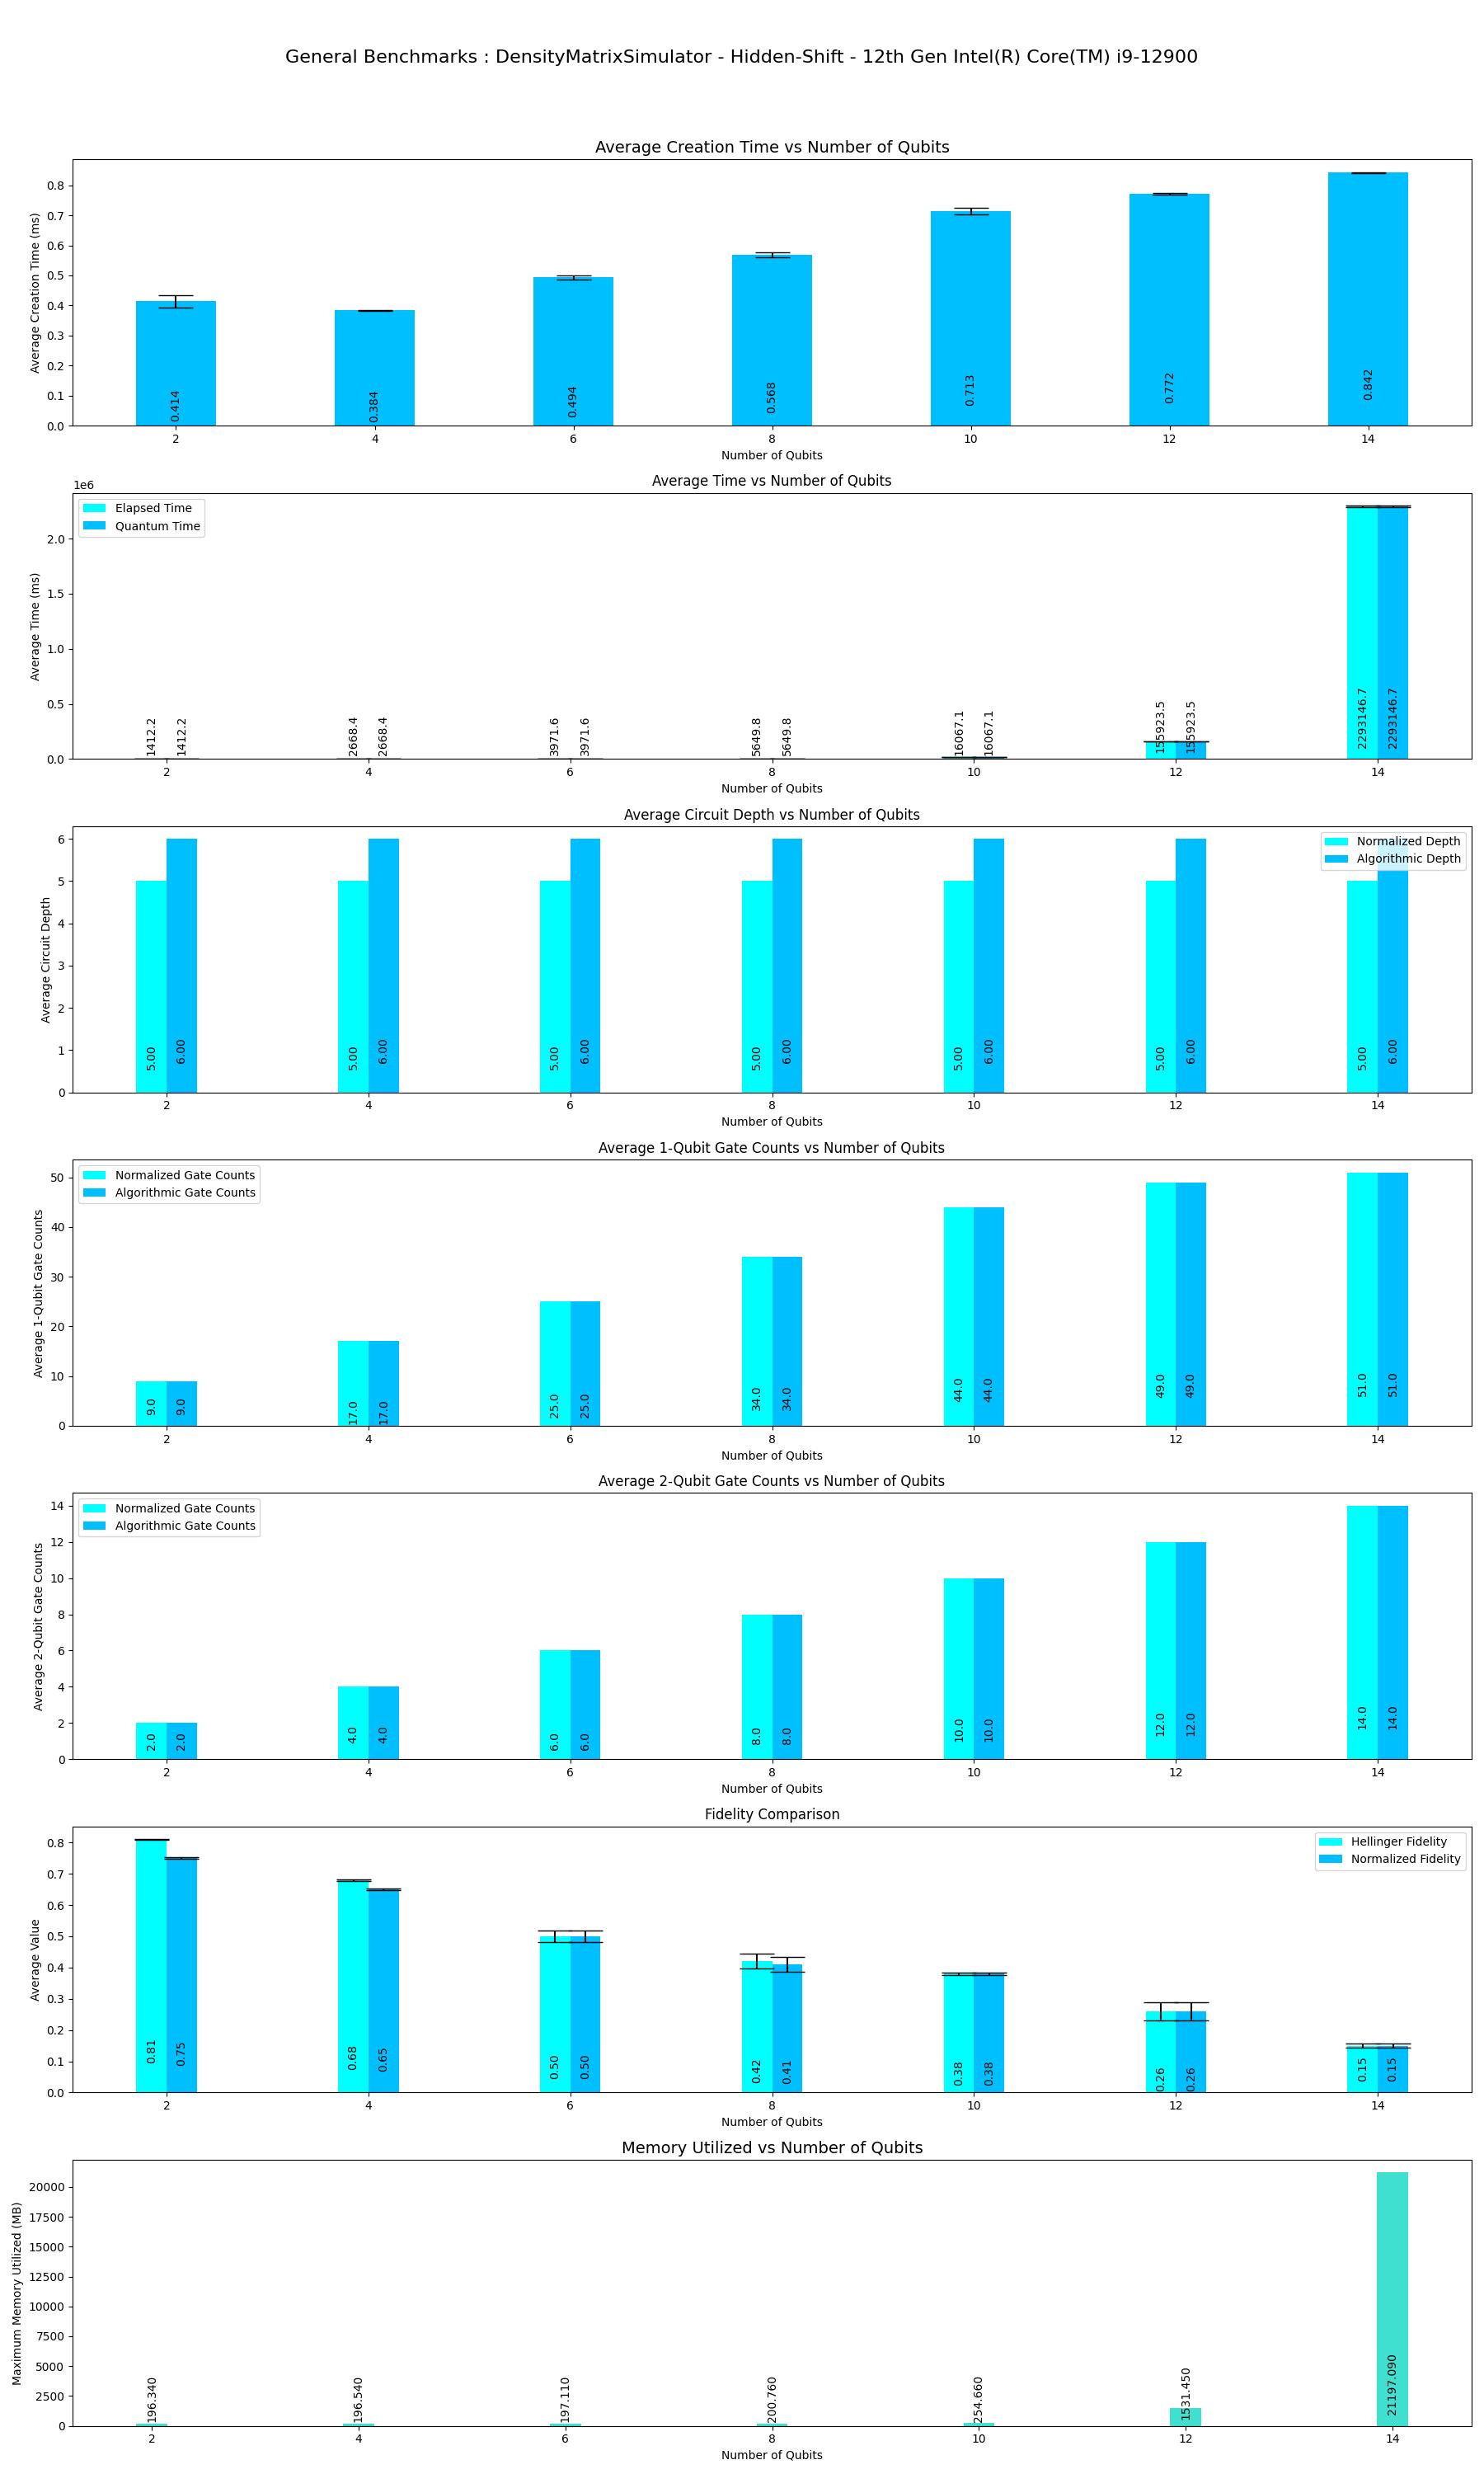 General Benchmarks : DensityMatrixSimulator - Hidden-Shift - 12th Gen Intel(R) Core(TM) i9-12900
Average Creation Time vs Number of Qubits
Average Creation Time (ms)
0.8
0.7
0.6
0.5
0.4
0.3
0.2
0.1
0.0
0.414 0.384 0.494 0.568 0.713 0.772 0.842
2 4 6 8 10 12 14
Number of Qubits
Average Time vs Number of Qubits
1e6
Elapsed Time
Quantum Time
Average Time (ms)
2.0
1.5
1.0
0.5
0.0
1412.2 1412.2 2668.4 2668.4 3971.6 3971.6 5649.8 5649.8 16067.1 16067.1 155923.5 155923.5 2293146.7 2293146.7
2 4 6 8 10 12 14
Number of Qubits
Average Circuit Depth vs Number of Qubits
Normalized Depth
Algorithmic Depth
Average Circuit Depth
6
5
4
3
2
1
0
5.00 6.00 5.00 6.00 5.00 6.00 5.00 6.00 5.00 6.00 5.00 6.00 5.00 6.00
2 4 6 8 10 12 14
Number of Qubits
Average 1-Qubit Gate Counts vs Number of Qubits
Normalized Gate Counts
Algorithmic Gate Counts
Average 1-Qubit Gate Counts
50
40
30
20
10
0
9.0 9.0 17.0 17.0 25.0 25.0 34.0 34.0 44.0 44.0 49.0 49.0 51.0 51.0
2 4 6 8 10 12 14
Number of Qubits
Average 2-Qubit Gate Counts vs Number of Qubits
Normalized Gate Counts
Algorithmic Gate Counts
Average 2-Qubit Gate Counts
14
12
10
8
6
4
2
0
2.0 2.0 4.0 4.0 6.0 6.0 8.0 8.0 10.0 10.0 12.0 12.0 14.0 14.0
2 4 6 8 10 12 14
Number of Qubits
Fidelity Comparison
Hellinger Fidelity
Normalized Fidelity
Average Value
0.8
0.7
0.6
0.5
0.4
0.3
0.2
0.1
0.0
0.81 0.75 0.68 0.65 0.50 0.50 0.42 0.41 0.38 0.38 0.26 0.26 0.15 0.15
2 4 6 8 10 12 14
Number of Qubits
Memory Utilized vs Number of Qubits
Maximum Memory Utilized (MB)
20000
17500
15000
12500
10000
7500
5000
2500
0
196.340 196.540 197.110 200.760 254.660 1531.450 21197.090
2 4 6 8 10 12 14
Number of Qubits